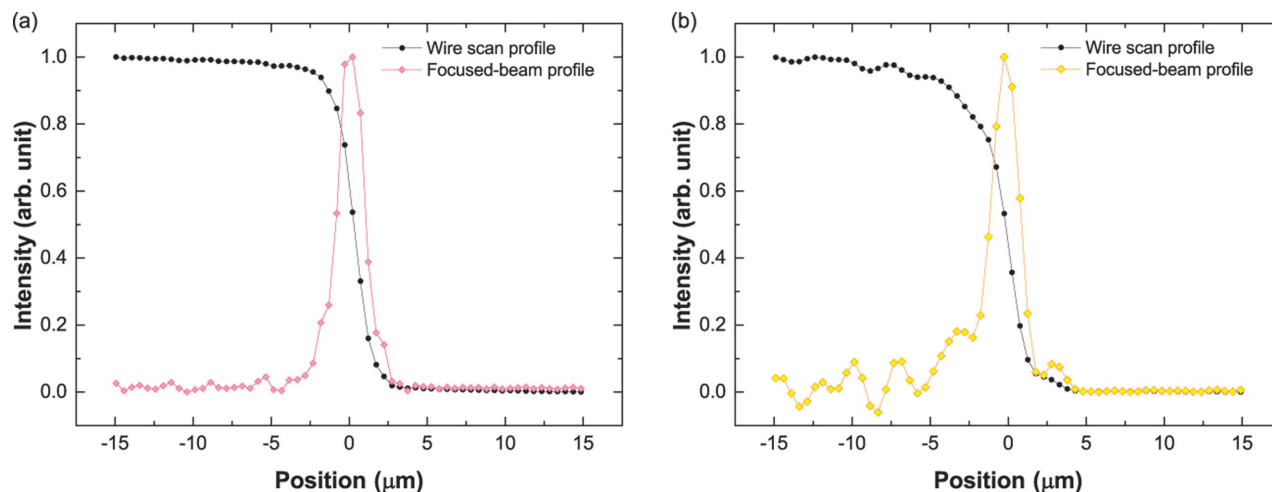 (a)
Wire scan profile
Focused-beam profile
Intensity (arb. unit)
1.0
0.8
0.6
0.4
0.2
0.0
-15 -10 -5 0 5 10 15
Position (μm)
(b)
Wire scan profile
Focused-beam profile
Intensity (arb. unit)
1.0
0.8
0.6
0.4
0.2
0.0
-15 -10 -5 0 5 10 15
Position (μm)